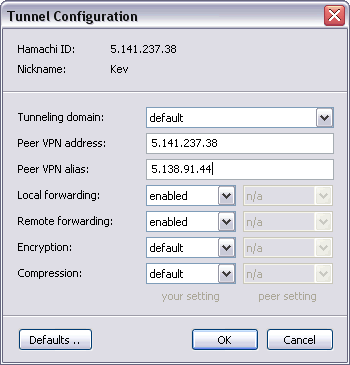 Tunnel Configuration
Hamachi ID: 5.141.237.38
Nickname: Kev
Tunneling domain: default
Peer VPN address: 5.141.237.38
Peer VPN alias: 5.138.91.44
Local forwarding: enabled n/a
Remote forwarding: enabled n/a
Encryption: default n/a
Compression: default n/a
your setting peer setting
Defaults .. OK Cancel